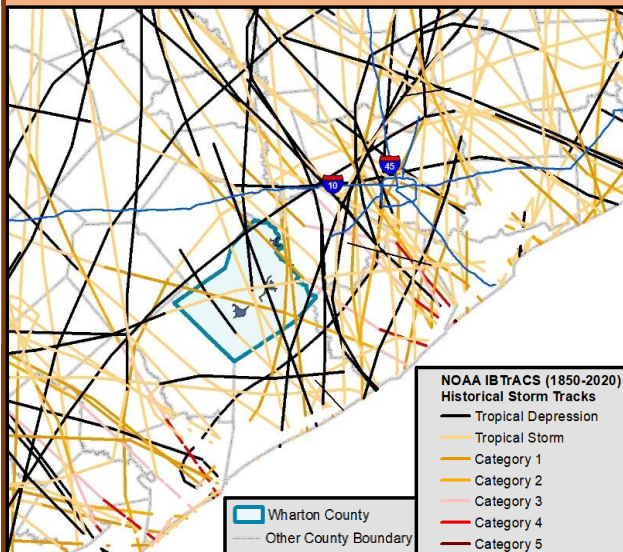 45
10
NOAA IBTrACS (1850-2020)
Historical Storm Tracks
Tropical Depression
Tropical Storm
Category 1
Category 2
Category 3
Category 4
Category 5
Wharton County
Other County Boundary